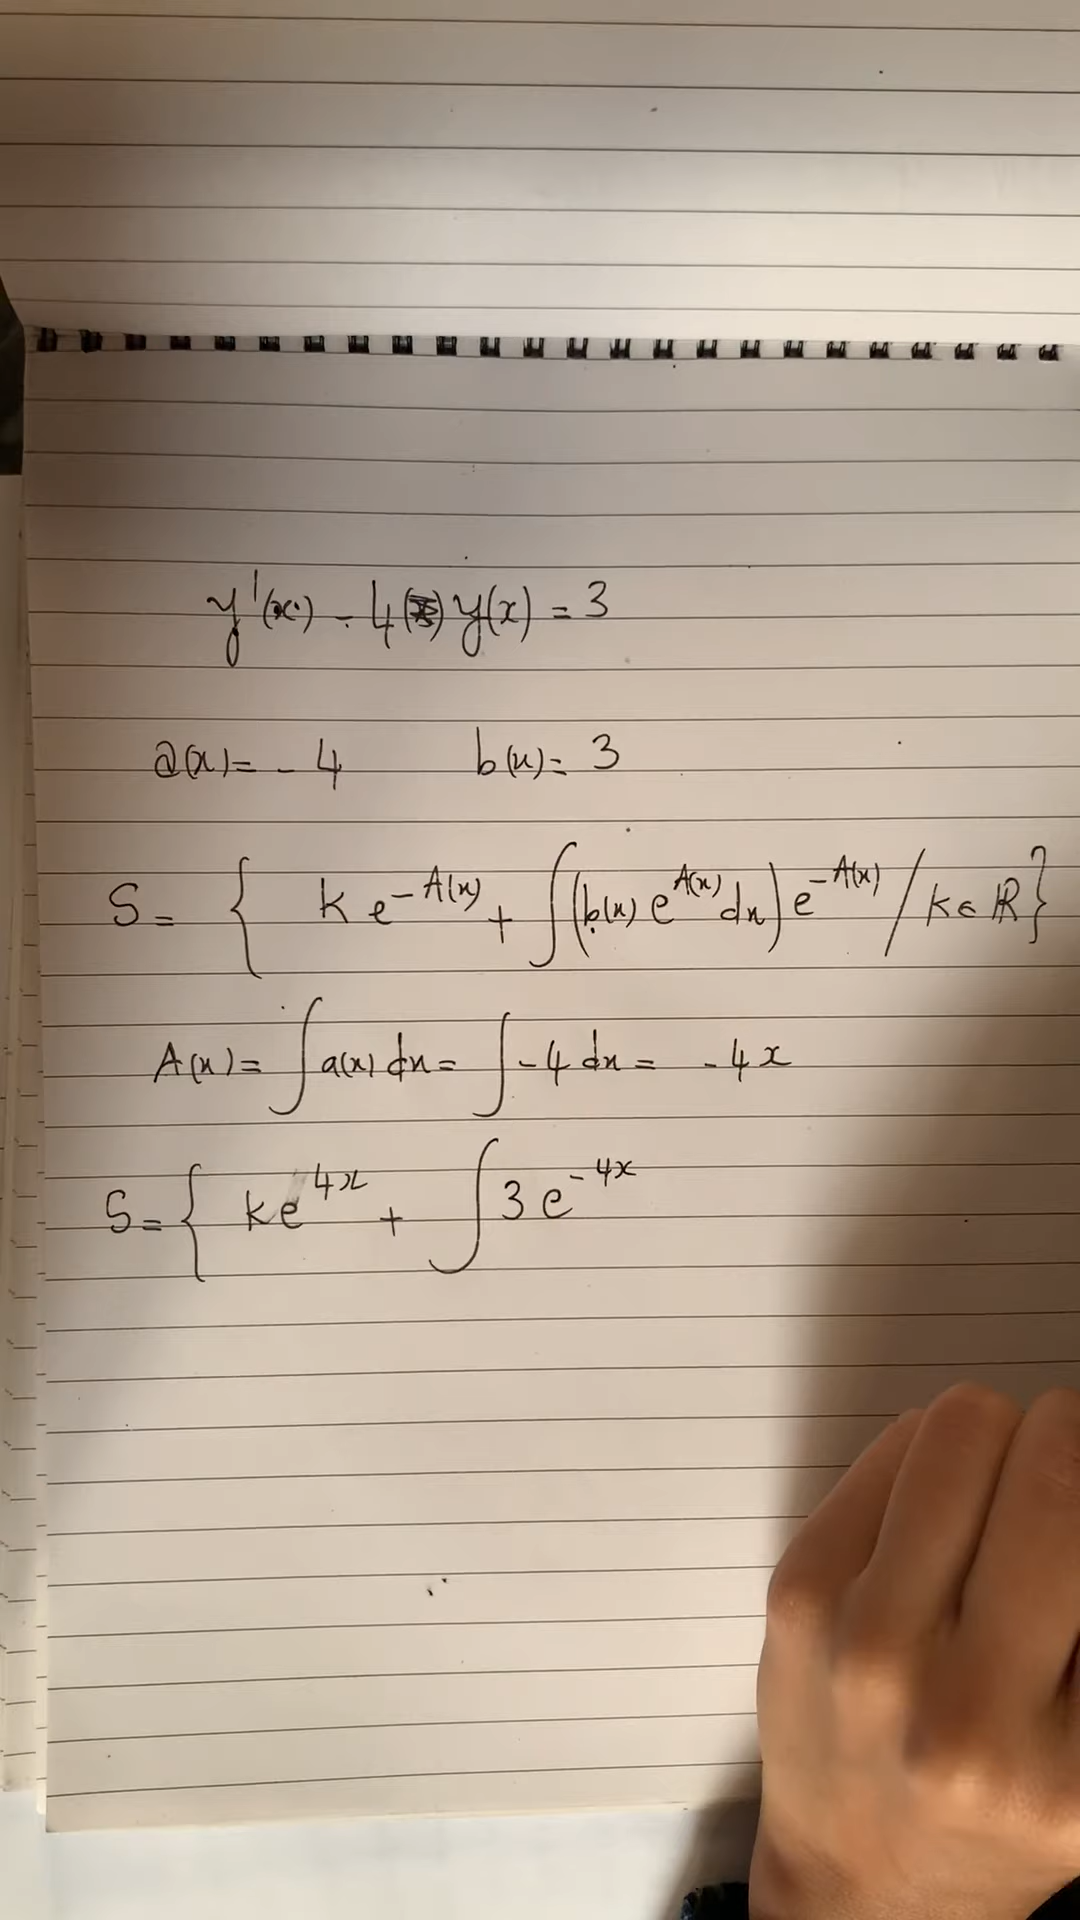 y'(x) - 4 y(x) = 3
a(x) = - 4 b(x) = 3
S = { k e^{-A(x)} + ∫(b(x) e^{A(x)} dx) e^{-A(x)} / k ∈ ℝ}
A(x) = ∫ a(x) dx = ∫ -4 dx = -4x
S = { k e^{4x} + ∫ 3 e^{-4x}